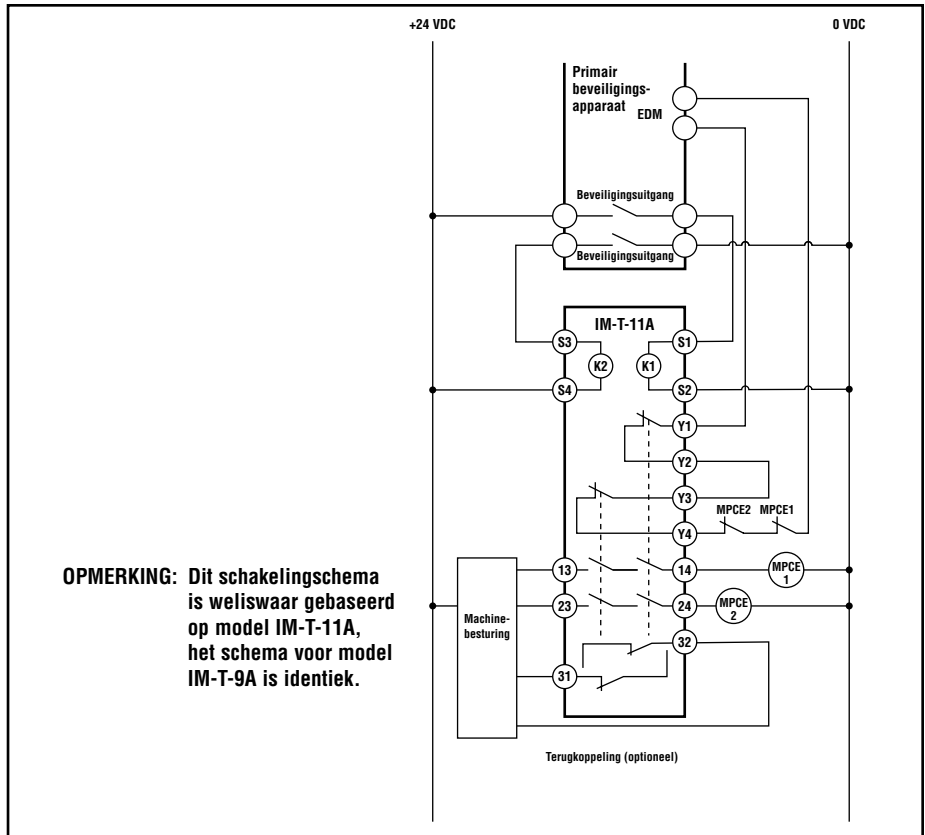 +24 VDC
0 VDC
Primair
beveiligings-
apparaat
EDM
Beveiligingsuitgang
Beveiligingsuitgang
IM-T-11A
S3
S1
K2
K1
S4
S2
Y1
Y2
Y3
MPCE2
MPCE1
Y4
13
14
MPCE
1
23
24
MPCE
2
Machine-
besturing
32
31
OPMERKING: Dit schakelingschema
is weliswaar gebaseerd
op model IM-T-11A,
het schema voor model
IM-T-9A is identiek.
Terugkoppeling (optioneel)